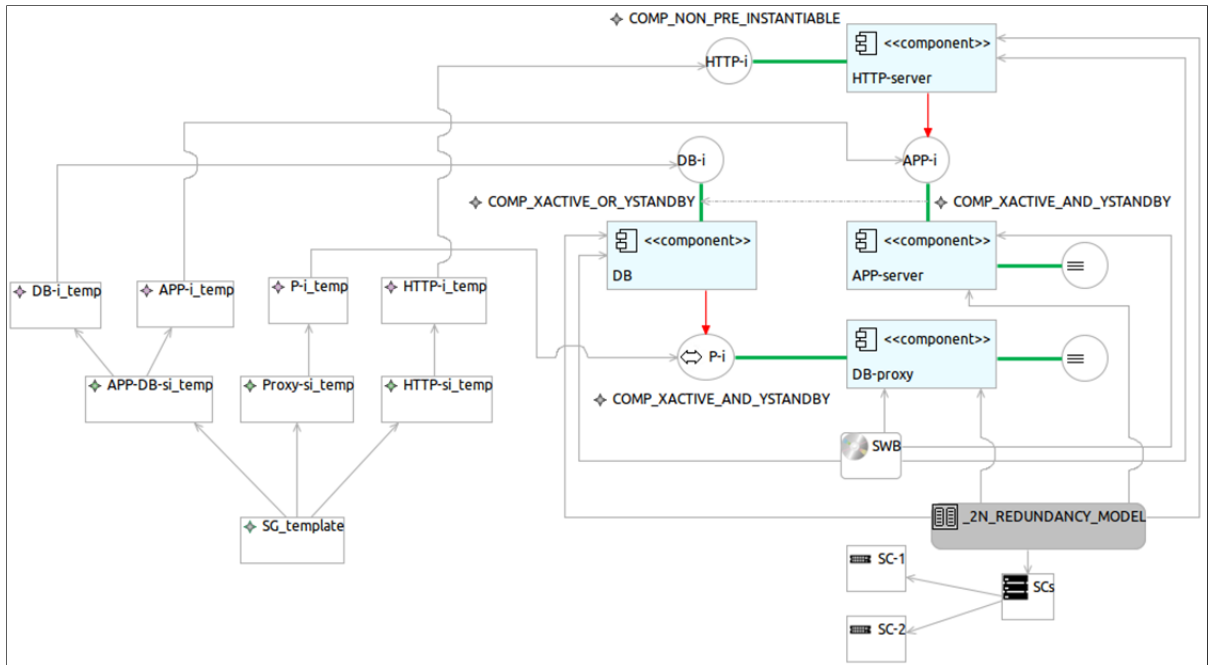 COMP_NON_PRE_INSTANTIABLE
HTTP-i
<<component>>
HTTP-server
DB-i
APP-i
COMP_XACTIVE_OR_YSTANDBY
COMP_XACTIVE_AND_YSTANDBY
<<component>>
DB
<<component>>
APP-server
DB-i_temp
APP-i_temp
P-i_temp
HTTP-i_temp
<<component>>
DB-proxy
P-i
APP-DB-si_temp
Proxy-si_temp
HTTP-si_temp
COMP_XACTIVE_AND_YSTANDBY
SWB
SG_template
_2N_REDUNDANCY_MODEL
SC-1
SCs
SC-2